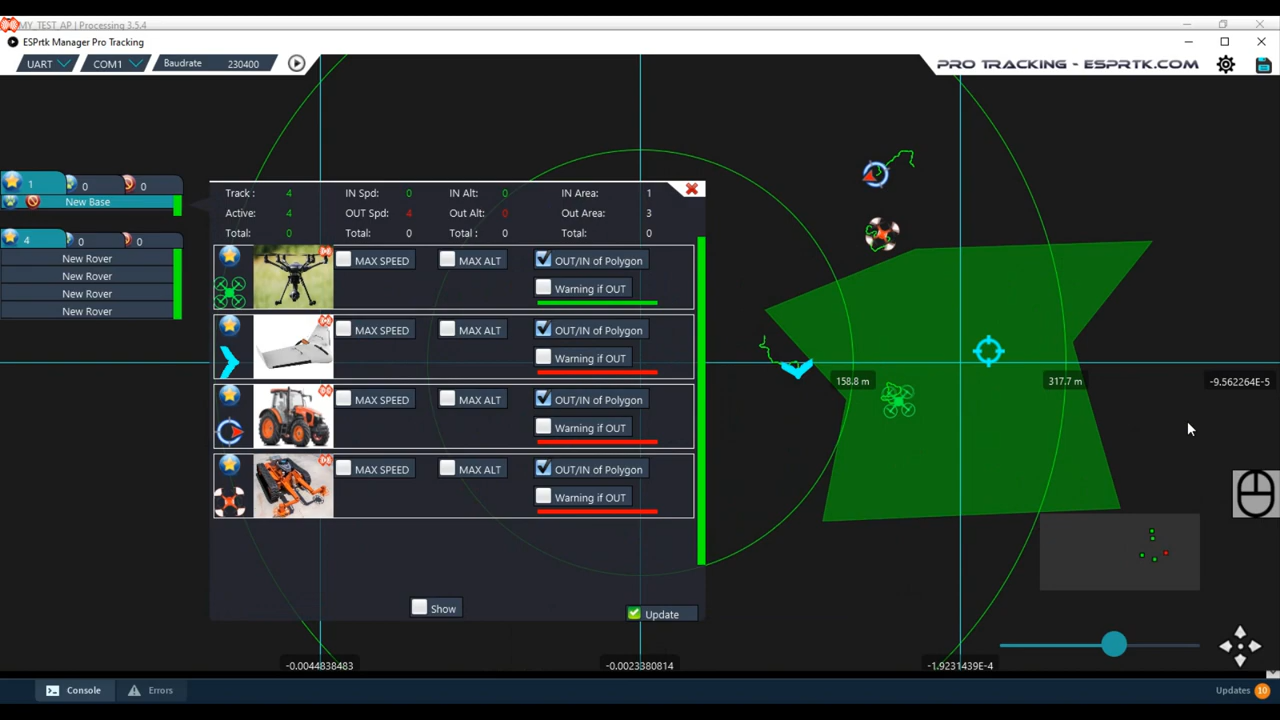 MY_TEST_AP | Processing 3.5.4
ESPrtk Manager Pro Tracking
UART COM1 Baudrate 230400
PRO TRACKING - ESPRTK.COM
1 0 0
New Base
4 0 0
New Rover
New Rover
New Rover
New Rover
Track : 4 IN Spd: 0 IN Alt: 0 IN Area: 1
Active: 4 OUT Spd: 4 Out Alt: 0 Out Area: 3
Total: 0 Total: 0 Total : 0 Total: 0
MAX SPEED MAX ALT OUT/IN of Polygon
Warning if OUT
MAX SPEED MAX ALT OUT/IN of Polygon
Warning if OUT
MAX SPEED MAX ALT OUT/IN of Polygon
Warning if OUT
MAX SPEED MAX ALT OUT/IN of Polygon
Warning if OUT
Show Update
158.8 m 317.7 m -9.562264E-5
-0.0044838483 -0.0023380814 -1.9231439E-4
Console Errors Updates 10